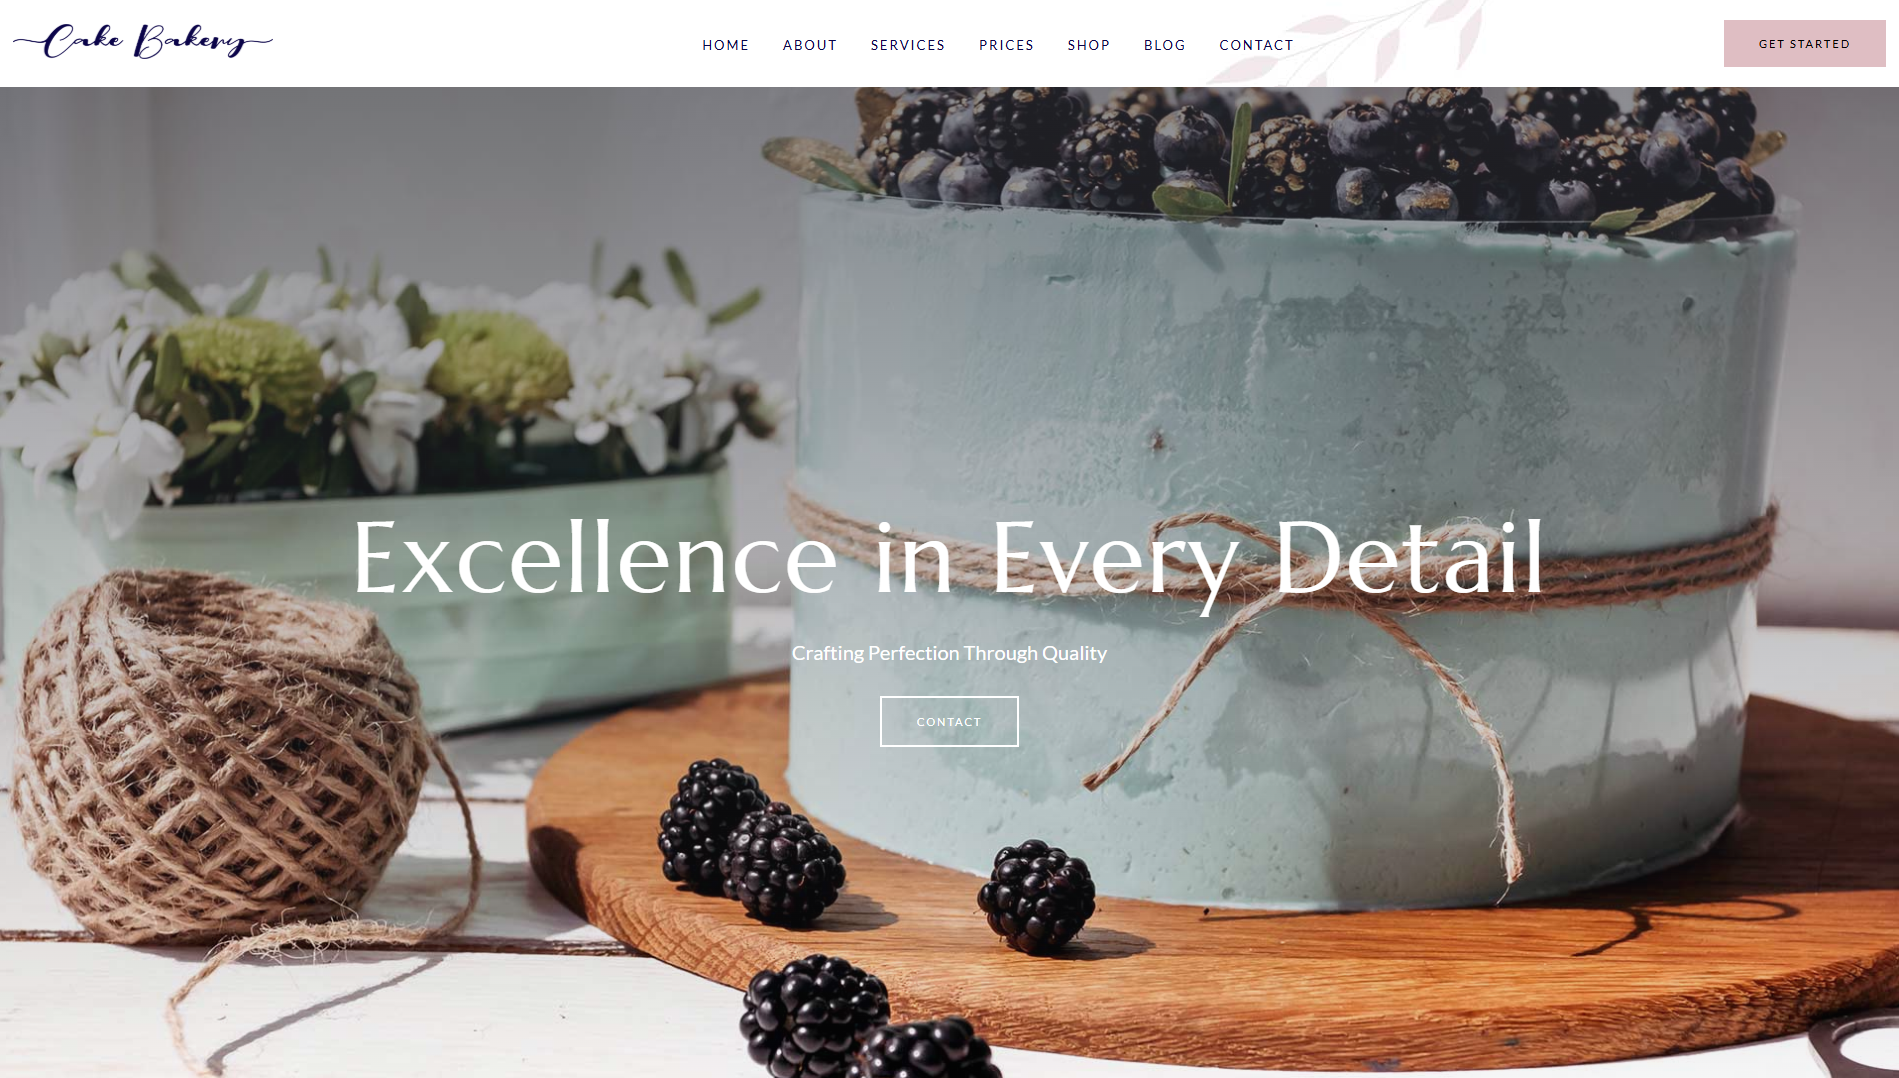 Cake Bakery
HOME ABOUT SERVICES PRICES SHOP BLOG CONTACT
GET STARTED
Excellence in Every Detail
Crafting Perfection Through Quality
CONTACT